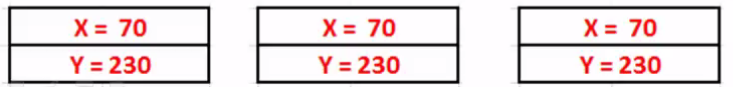 X = 70 X = 70 X = 70
Y = 230 Y = 230 Y = 230